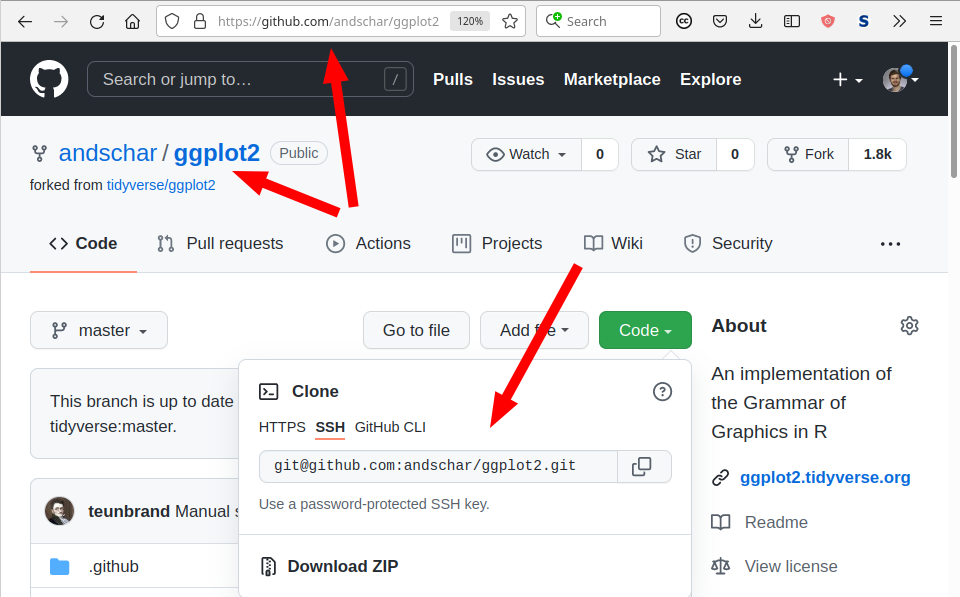 https://github.com/andschar/ggplot2 120% Search
Search or jump to… / Pulls Issues Marketplace Explore
andschar / ggplot2 Public Watch 0 Star 0 Fork 1.8k
forked from tidyverse/ggplot2
Code Pull requests Actions Projects Wiki Security
master Go to file Add file Code About
An implementation of
the Grammar of
Graphics in R
This branch is up to date
tidyverse:master.
Clone
HTTPS SSH GitHub CLI
git@github.com:andschar/ggplot2.git
Use a password-protected SSH key.
ggplot2.tidyverse.org
teunbrand Manual
Readme
.github Download ZIP View license